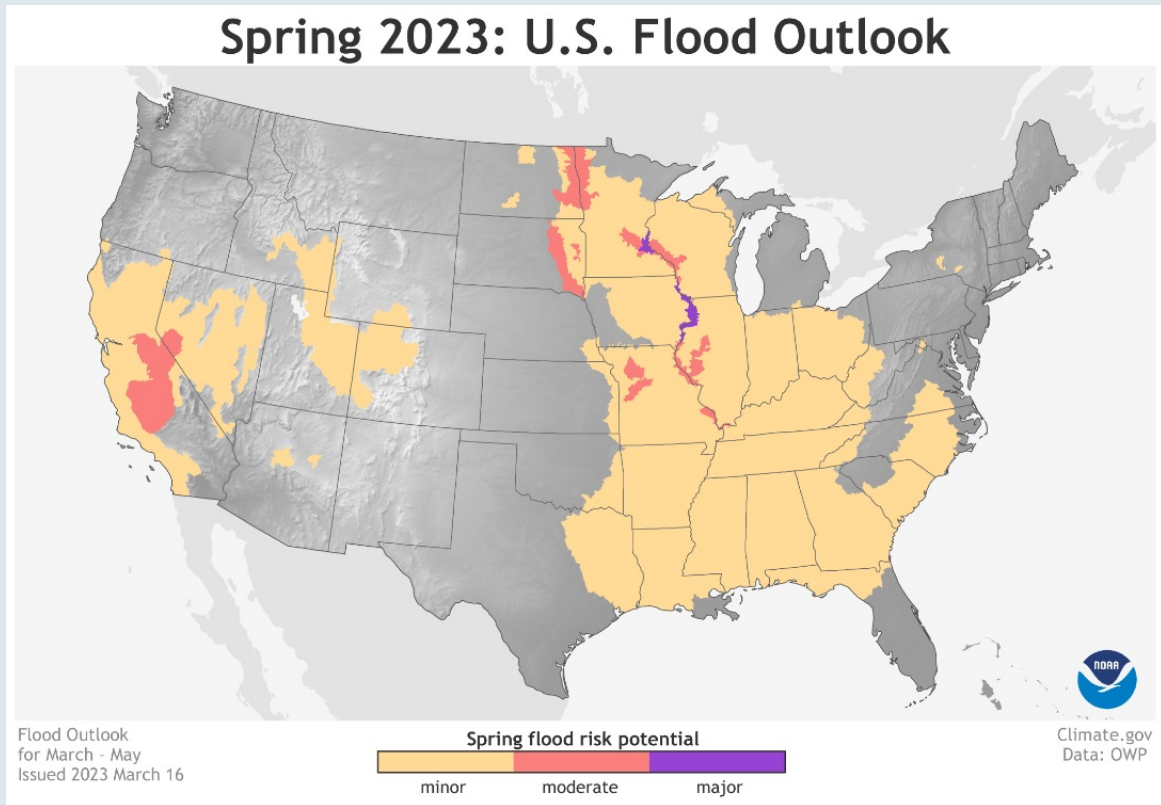 Spring 2023: U.S. Flood Outlook
NOAA
Flood Outlook
for March - May
Issued 2023 March 16
Spring flood risk potential
minor moderate major
Climate.gov
Data: OWP